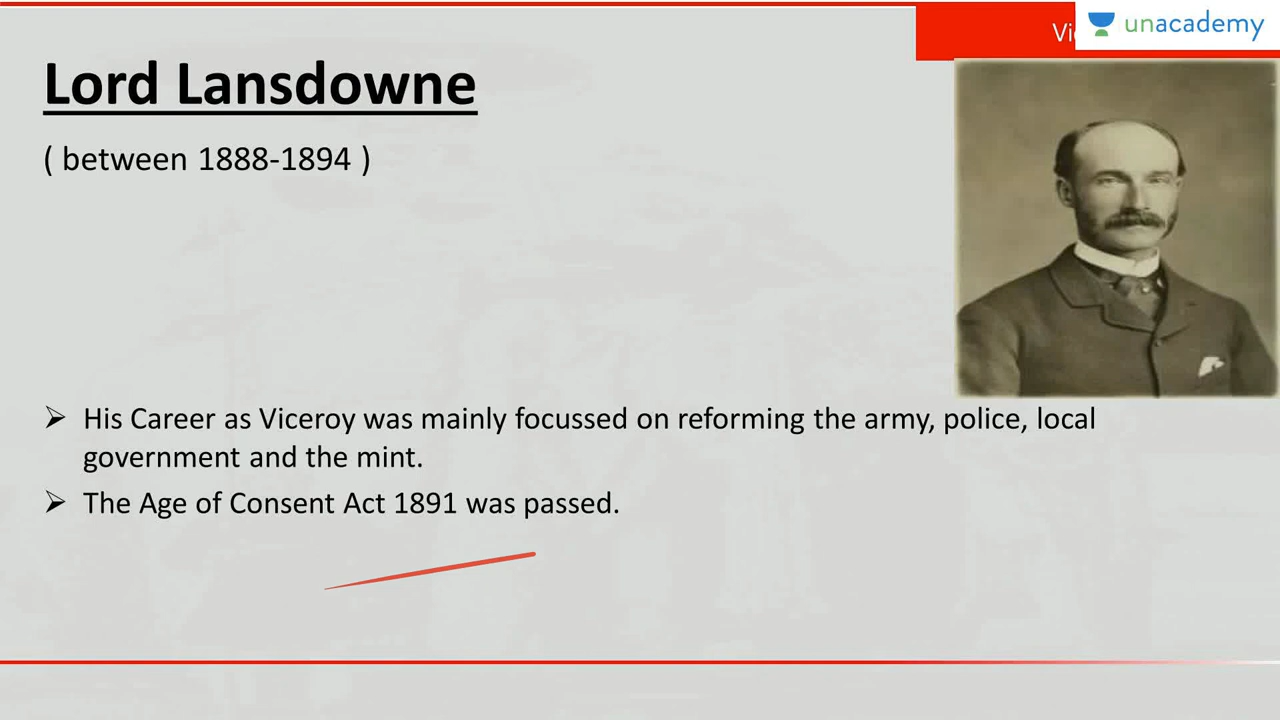 Lord Lansdowne
unacademy
( between 1888-1894 )
➢ His Career as Viceroy was mainly focussed on reforming the army, police, local
government and the mint.
➢ The Age of Consent Act 1891 was passed.